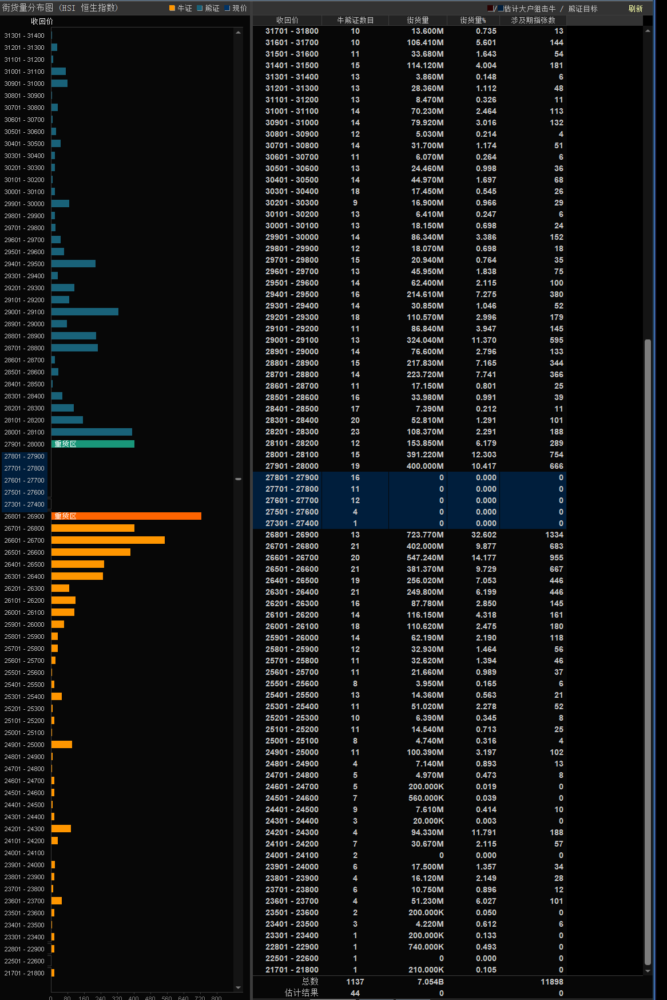 街货量分布图 (HSI 恒生指数) 牛证 熊证 现价
收回价
31301 - 31400
31201 - 31300
31101 - 31200
31001 - 31100
30901 - 31000
30801 - 30900
30701 - 30800
30601 - 30700
30501 - 30600
30401 - 30500
30301 - 30400
30201 - 30300
30101 - 30200
30001 - 30100
29901 - 30000
29801 - 29900
29701 - 29800
29601 - 29700
29501 - 29600
29401 - 29500
29301 - 29400
29201 - 29300
29101 - 29200
29001 - 29100
28901 - 29000
28801 - 28900
28701 - 28800
28601 - 28700
28501 - 28600
28401 - 28500
28301 - 28400
28201 - 28300
28101 - 28200
28001 - 28100
27901 - 28000 重货区
27801 - 27900
27701 - 27800
27601 - 27700
27501 - 27600
27301 - 27400
26801 - 26900 重货区
26701 - 26800
26601 - 26700
26501 - 26600
26401 - 26500
26301 - 26400
26201 - 26300
26101 - 26200
26001 - 26100
25901 - 26000
25801 - 25900
25701 - 25800
25601 - 25700
25501 - 25600
25401 - 25500
25301 - 25400
25201 - 25300
25101 - 25200
25001 - 25100
24901 - 25000
24801 - 24900
24701 - 24800
24601 - 24700
24501 - 24600
24401 - 24500
24301 - 24400
24201 - 24300
24101 - 24200
24001 - 24100
23901 - 24000
23801 - 23900
23701 - 23800
23601 - 23700
23501 - 23600
23401 - 23500
23301 - 23400
22801 - 22900
22501 - 22600
21701 - 21800
0 80 160 240 320 400 480 560 640 720 800
/ 估计大户狙击牛 / 熊证目标 刷新
收回价 牛熊证数目 街货量 街货量% 涉及期指张数
31701 - 31800 10 13.600M 0.735 13
31601 - 31700 10 106.410M 5.601 144
31501 - 31600 11 33.680M 1.643 54
31401 - 31500 15 114.120M 4.004 181
31301 - 31400 13 3.860M 0.148 6
31201 - 31300 13 28.360M 1.112 48
31101 - 31200 13 8.470M 0.326 11
31001 - 31100 14 70.230M 2.464 113
30901 - 31000 14 79.920M 3.016 132
30801 - 30900 12 5.030M 0.214 4
30701 - 30800 14 31.700M 1.174 51
30601 - 30700 11 6.070M 0.264 6
30501 - 30600 13 24.460M 0.998 36
30401 - 30500 14 44.970M 1.697 68
30301 - 30400 18 17.450M 0.545 26
30201 - 30300 9 16.900M 0.966 29
30101 - 30200 13 6.410M 0.247 6
30001 - 30100 13 18.150M 0.698 24
29901 - 30000 14 86.340M 3.386 152
29801 - 29900 12 18.070M 0.698 18
29701 - 29800 15 20.940M 0.764 35
29601 - 29700 13 45.950M 1.838 75
29501 - 29600 14 62.400M 2.115 100
29401 - 29500 16 214.610M 7.275 380
29301 - 29400 14 30.850M 1.046 52
29201 - 29300 18 110.570M 2.996 179
29101 - 29200 11 86.840M 3.947 145
29001 - 29100 13 324.040M 11.370 595
28901 - 29000 14 76.600M 2.796 133
28801 - 28900 15 217.830M 7.165 344
28701 - 28800 14 223.720M 7.741 366
28601 - 28700 11 17.150M 0.801 25
28501 - 28600 16 33.980M 0.991 39
28401 - 28500 17 7.390M 0.212 11
28301 - 28400 20 52.810M 1.291 101
28201 - 28300 23 108.370M 2.291 188
28101 - 28200 12 153.850M 6.179 289
28001 - 28100 15 391.220M 12.303 754
27901 - 28000 19 400.000M 10.417 666
27801 - 27900 16 0 0.000 0
27701 - 27800 11 0 0.000 0
27601 - 27700 12 0 0.000 0
27501 - 27600 4 0 0.000 0
27301 - 27400 1 0 0.000 0
26801 - 26900 13 723.770M 32.602 1334
26701 - 26800 21 402.000M 9.877 683
26601 - 26700 20 547.240M 14.177 955
26501 - 26600 21 381.370M 9.729 667
26401 - 26500 19 256.020M 7.053 446
26301 - 26400 21 249.800M 6.199 446
26201 - 26300 16 87.780M 2.850 145
26101 - 26200 14 116.150M 4.318 161
26001 - 26100 18 110.620M 2.475 180
25901 - 26000 14 62.190M 2.190 118
25801 - 25900 12 32.930M 1.464 56
25701 - 25800 11 32.620M 1.394 46
25601 - 25700 11 21.660M 0.989 37
25501 - 25600 8 3.950M 0.165 6
25401 - 25500 13 14.360M 0.563 21
25301 - 25400 11 51.020M 2.278 52
25201 - 25300 10 6.390M 0.345 8
25101 - 25200 11 14.540M 0.713 25
25001 - 25100 8 4.740M 0.316 4
24901 - 25000 11 100.390M 3.197 102
24801 - 24900 4 7.140M 0.893 13
24701 - 24800 5 4.970M 0.473 8
24601 - 24700 5 200.000K 0.019 0
24501 - 24600 7 560.000K 0.039 0
24401 - 24500 9 7.610M 0.414 10
24301 - 24400 3 20.000K 0.003 0
24201 - 24300 4 94.330M 11.791 188
24101 - 24200 7 30.670M 2.115 57
24001 - 24100 2 0 0.000 0
23901 - 24000 6 17.500M 1.357 34
23801 - 23900 4 16.120M 2.149 28
23701 - 23800 6 10.750M 0.896 12
23601 - 23700 4 51.230M 6.027 101
23501 - 23600 2 200.000K 0.050 0
23401 - 23500 3 4.220M 0.612 6
23301 - 23400 1 200.000K 0.133 0
22801 - 22900 1 740.000K 0.493 0
22501 - 22600 1 0 0.000 0
21701 - 21800 1 210.000K 0.105 0
总数 1137 7.054B 11898
估计结果 44 0 0